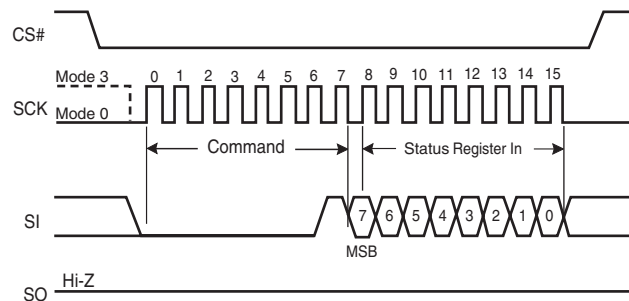 CS#
Mode 3
0 1 2 3 4 5 6 7 8 9 10 11 12 13 14 15
SCK
Mode 0
Command
Status Register In
SI
7 6 5 4 3 2 1 0
MSB
Hi-Z
SO